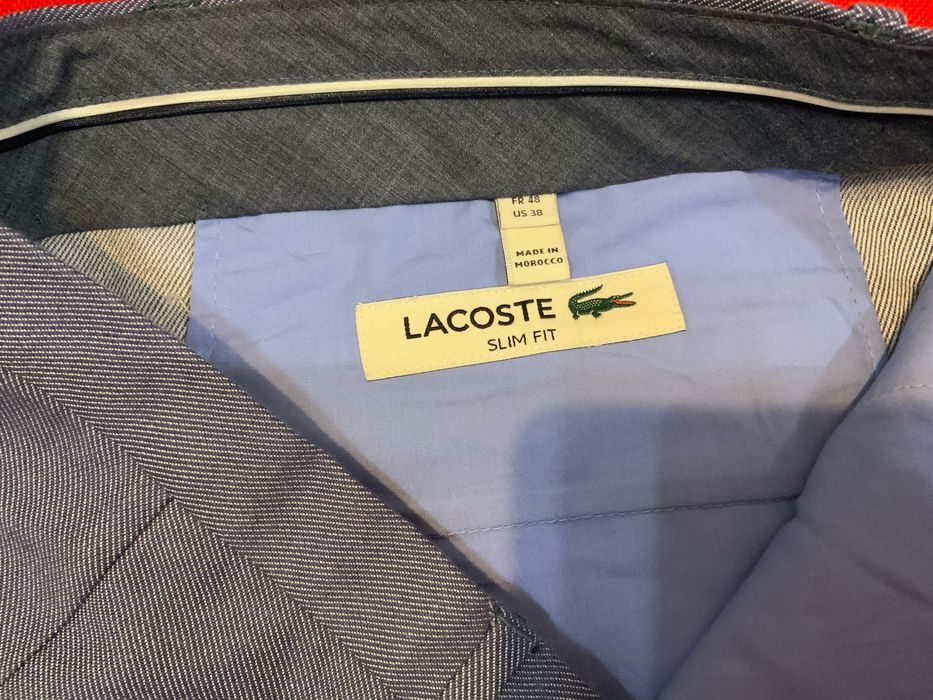 FR 48
US 38
MADE IN
MOROCCO
LACOSTE
SLIM FIT